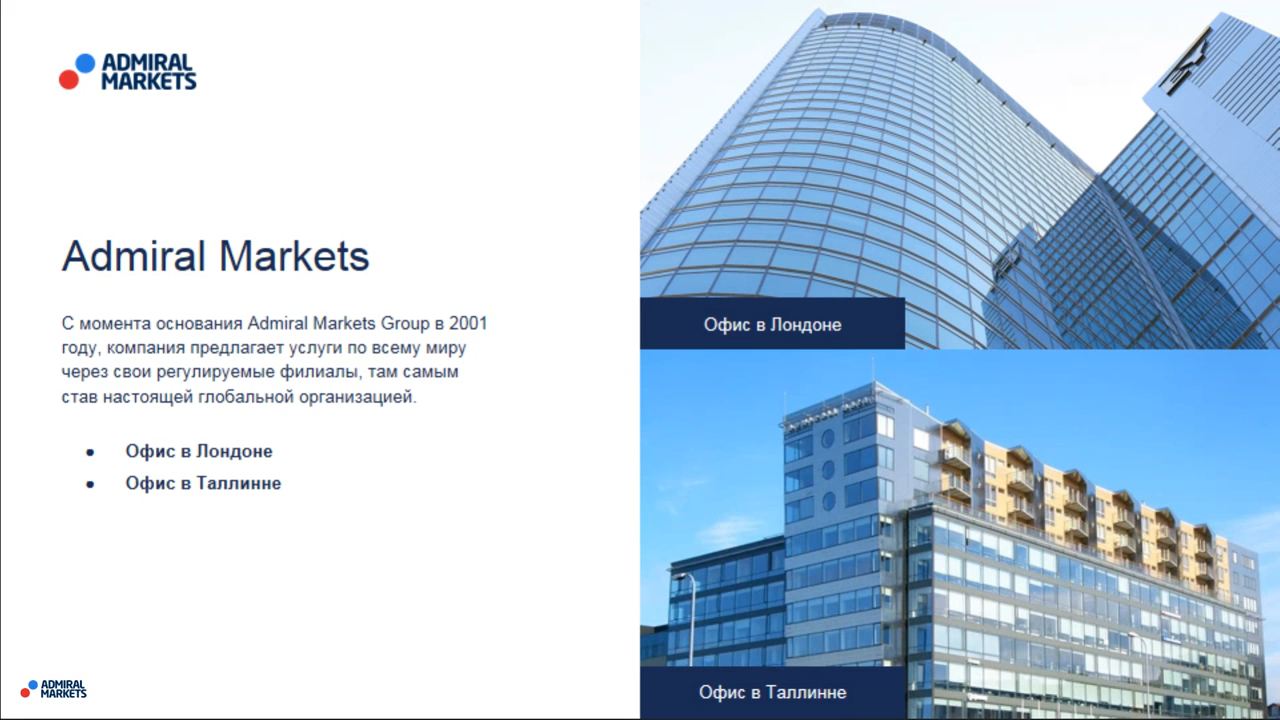 ADMIRAL
MARKETS
Admiral Markets
С момента основания Admiral Markets Group в 2001
году, компания предлагает услуги по всему миру
через свои регулируемые филиалы, там самым
став настоящей глобальной организацией.
● Офис в Лондоне
● Офис в Таллинне
ADMIRAL
MARKETS
Офис в Лондоне
Офис в Таллинне